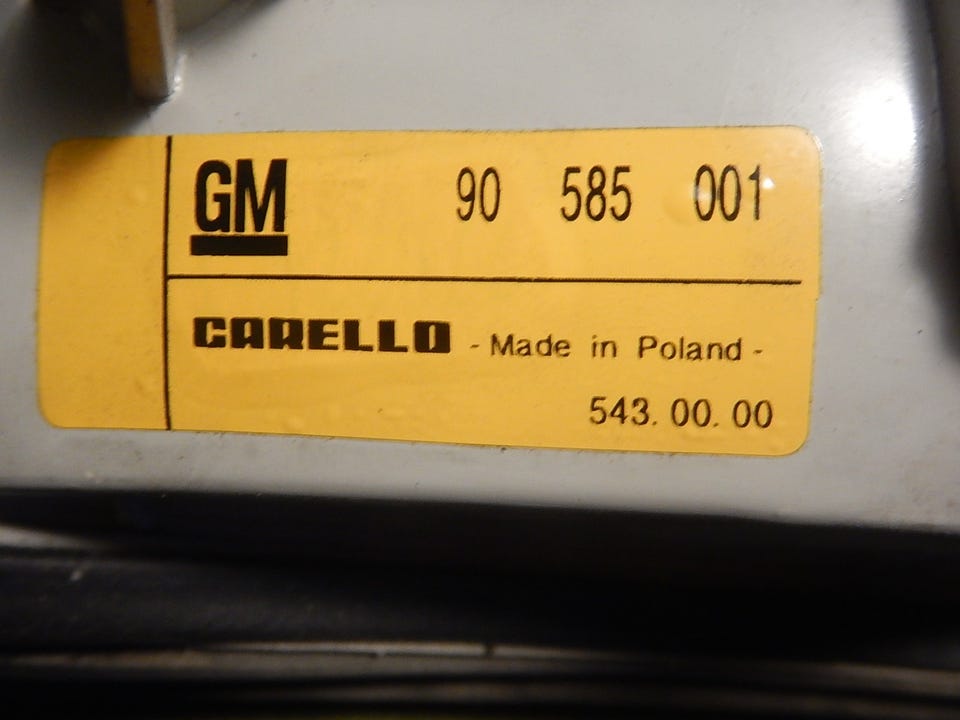 GM 90 585 001
CARELLO - Made in Poland -
543. 00. 00